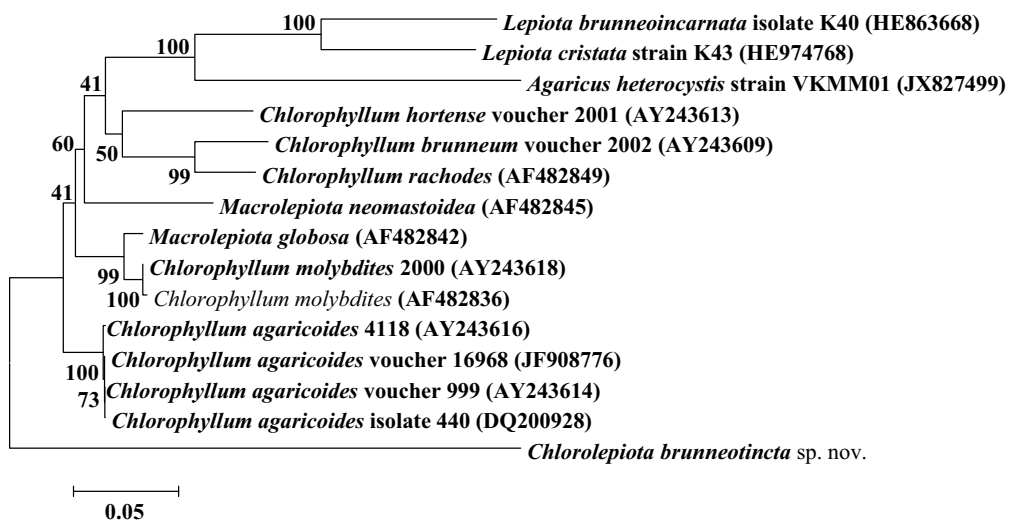 100
Lepiota brunneoincarnata isolate K40 (HE863668)
100
Lepiota cristata strain K43 (HE974768)
41
Agaricus heterocystis strain VKMM01 (JX827499)
Chlorophyllum hortense voucher 2001 (AY243613)
60
50
Chlorophyllum brunneum voucher 2002 (AY243609)
99
Chlorophyllum rachodes (AF482849)
41
Macrolepiota neomastoidea (AF482845)
Macrolepiota globosa (AF482842)
99
Chlorophyllum molybdites 2000 (AY243618)
100
Chlorophyllum molybdites (AF482836)
Chlorophyllum agaricoides 4118 (AY243616)
Chlorophyllum agaricoides voucher 16968 (JF908776)
100
Chlorophyllum agaricoides voucher 999 (AY243614)
73
Chlorophyllum agaricoides isolate 440 (DQ200928)
Chlorolepiota brunneotincta sp. nov.
0.05